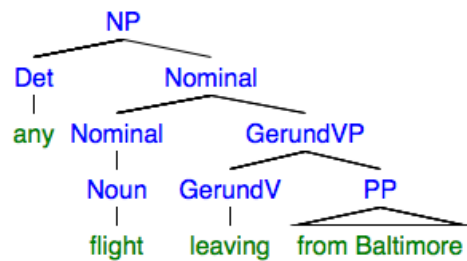 NP
Det Nominal
any Nominal GerundVP
Noun GerundV PP
flight leaving from Baltimore